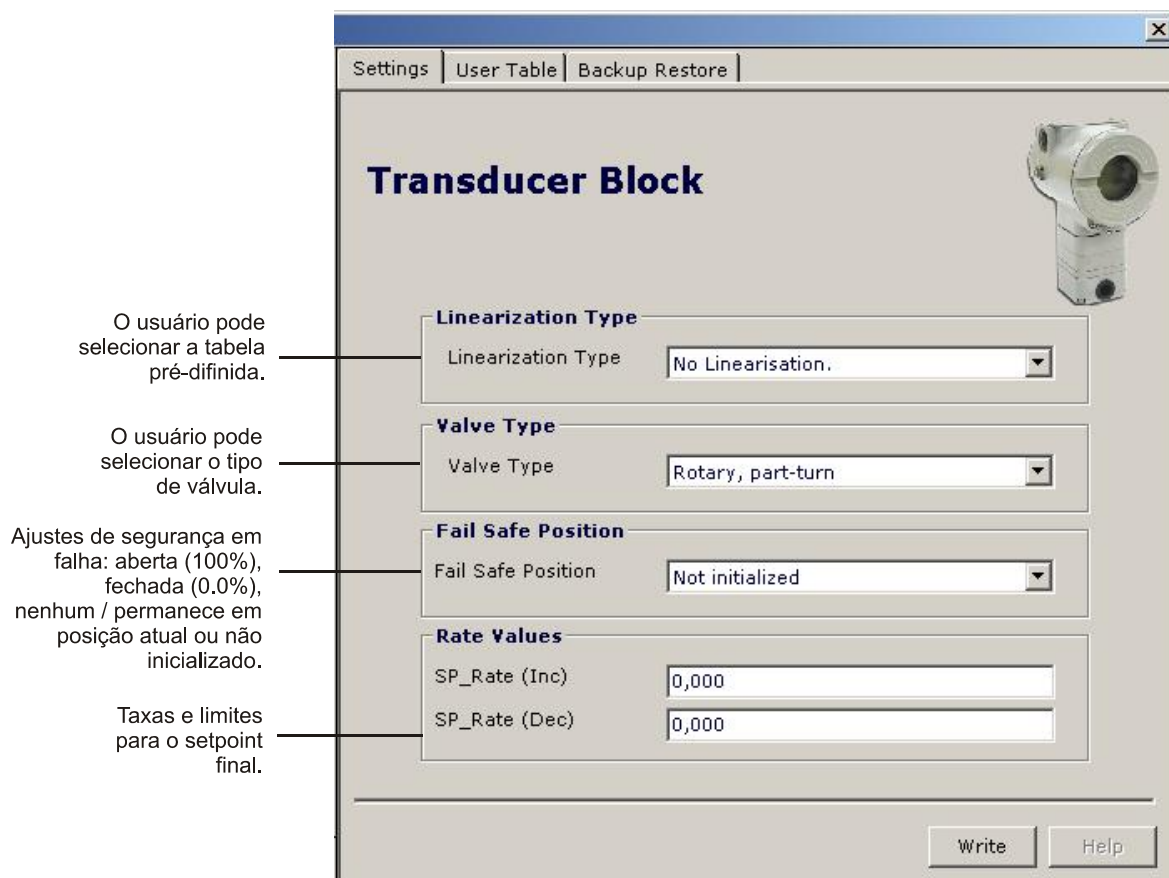 X
Settings User Table Backup Restore
Transducer Block
O usuário pode
selecionar a tabela
pré-difinida.
Linearization Type
Linearization Type No Linearisation.
O usuário pode
selecionar o tipo
de válvula.
Valve Type
Valve Type Rotary, part-turn
Ajustes de segurança em
falha: aberta (100%),
fechada (0.0%),
nenhum / permanece em
posição atual ou não
inicializado.
Fail Safe Position
Fail Safe Position Not initialized
Taxas e limites
para o setpoint
final.
Rate Values
SP_Rate (Inc) 0,000
SP_Rate (Dec) 0,000
Write Help